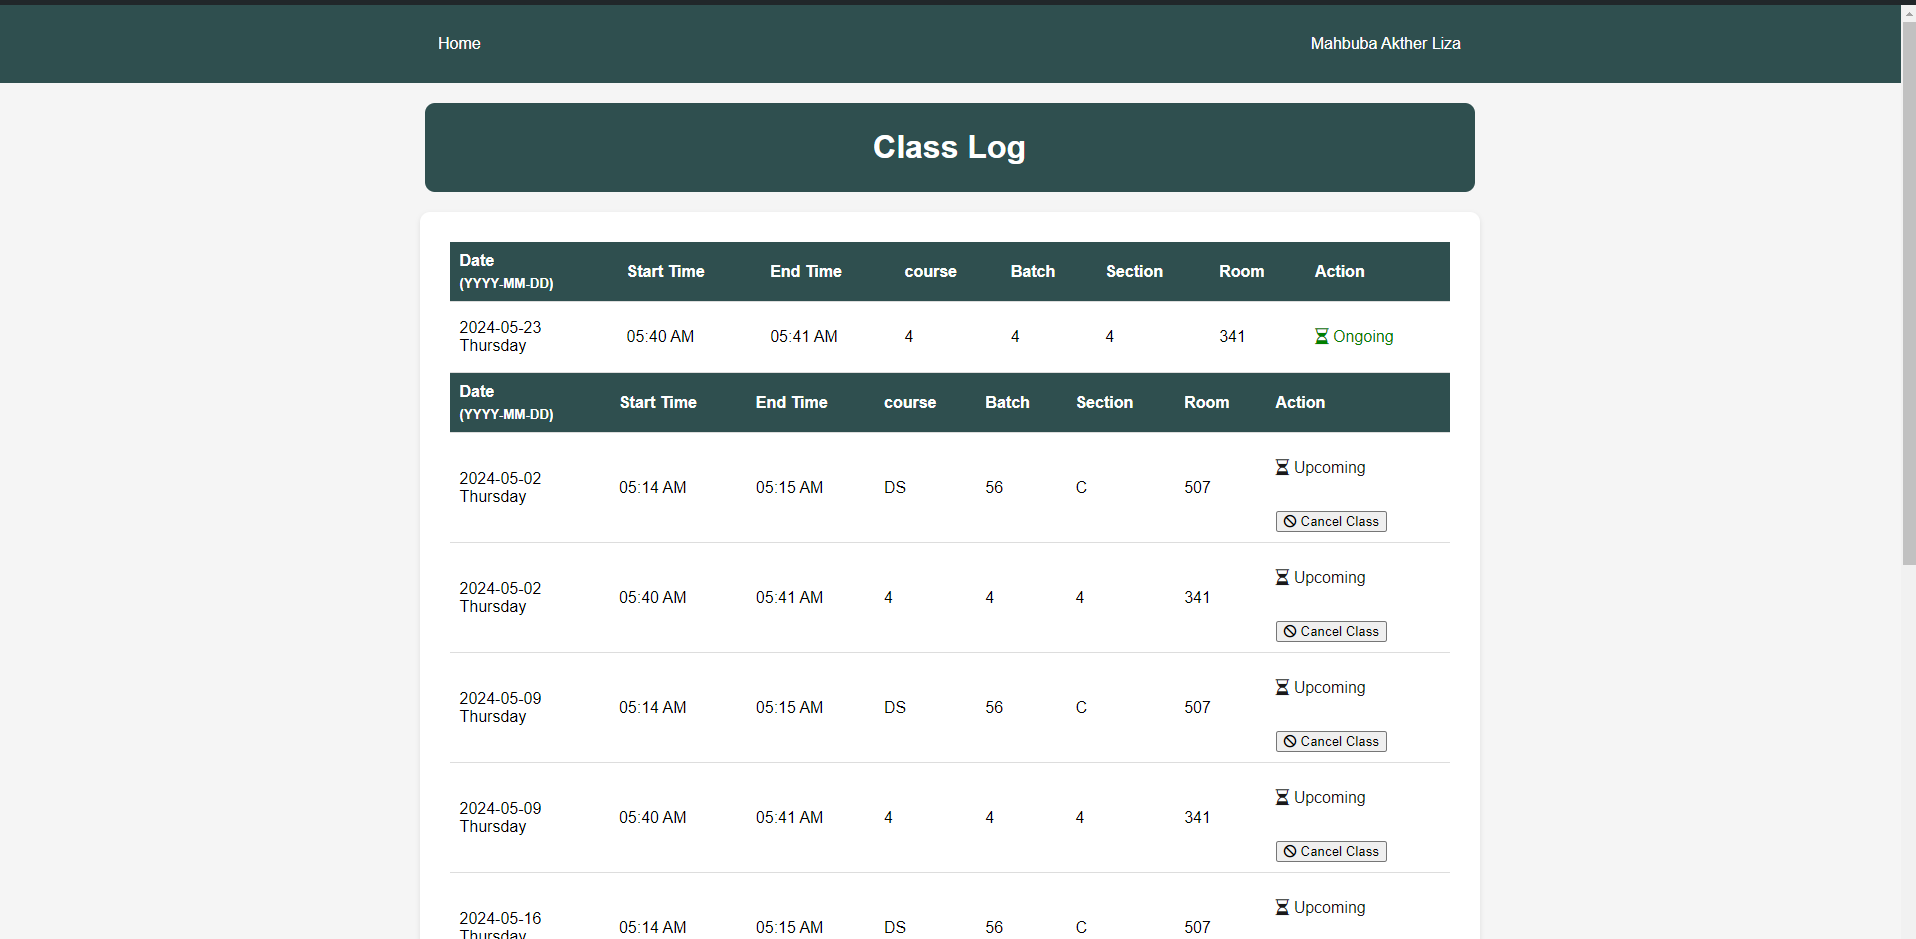 Home Mahbuba Akther Liza
Class Log
Date
(YYYY-MM-DD) Start Time End Time course Batch Section Room Action
2024-05-23
Thursday 05:40 AM 05:41 AM 4 4 4 341 Ongoing
Date
(YYYY-MM-DD) Start Time End Time course Batch Section Room Action
2024-05-02
Thursday 05:14 AM 05:15 AM DS 56 C 507 Upcoming
Cancel Class
2024-05-02
Thursday 05:40 AM 05:41 AM 4 4 4 341 Upcoming
Cancel Class
2024-05-09
Thursday 05:14 AM 05:15 AM DS 56 C 507 Upcoming
Cancel Class
2024-05-09
Thursday 05:40 AM 05:41 AM 4 4 4 341 Upcoming
Cancel Class
2024-05-16
Thursday 05:14 AM 05:15 AM DS 56 C 507 Upcoming